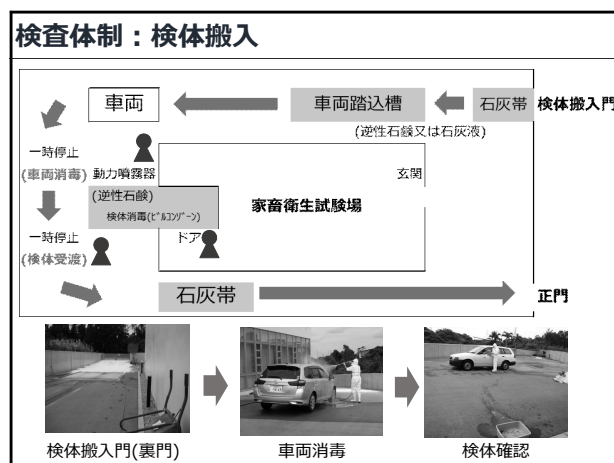 検査体制：検体搬入
車両
車両踏込槽
石灰帯
検体搬入門
(逆性石鹸又は石灰液)
一時停止
(車両消毒)
動力噴霧器
玄関
(逆性石鹸)
検体消毒(ﾋﾞﾙｺﾝｿﾞｰﾝ)
家畜衛生試験場
一時停止
(検体受渡)
ドア
石灰帯
正門
検体搬入門(裏門)
車両消毒
検体確認